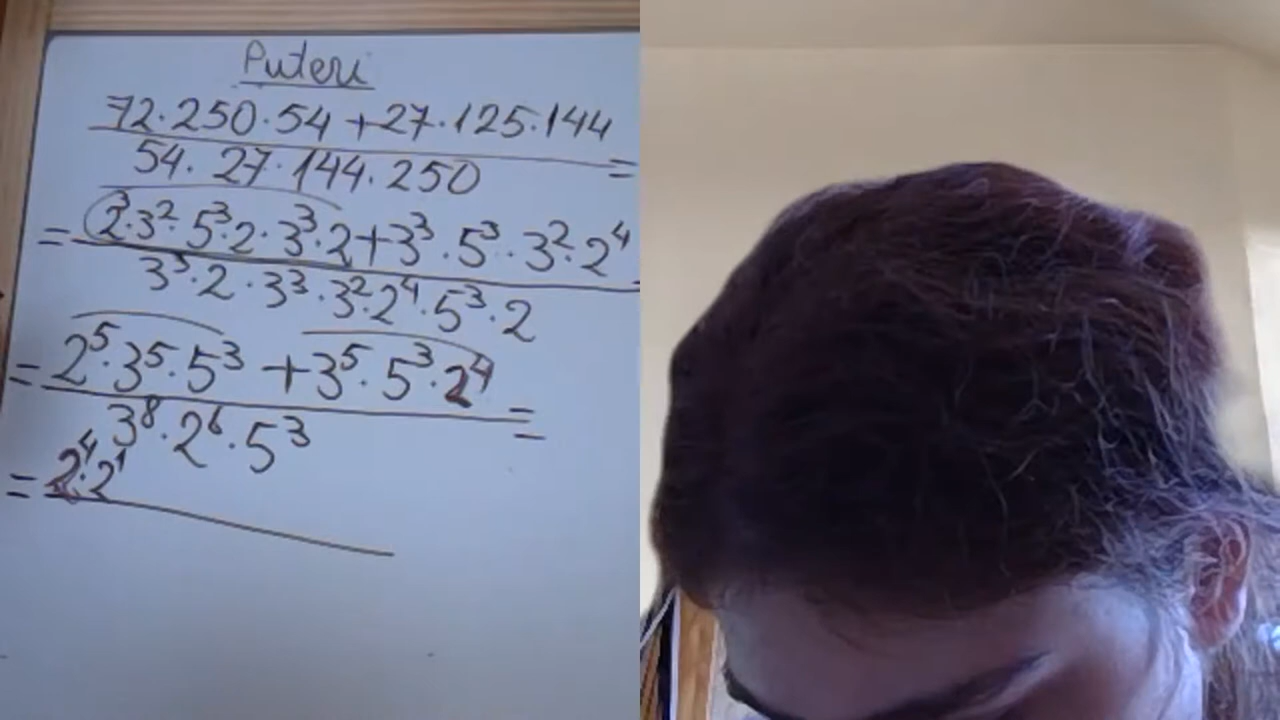 Puteri
72·250·54 + 27·125·144
54·27·144·250 =
= 2³·3²·5³·2·3³·2 + 3³·5³·3²·2⁴
3³·2·3³·3²·2⁴·5³·2
= 2⁵·3⁵·5³ + 3⁵·5³·2⁴ =
3⁸·2⁶·5³
= 2⁴·2¹